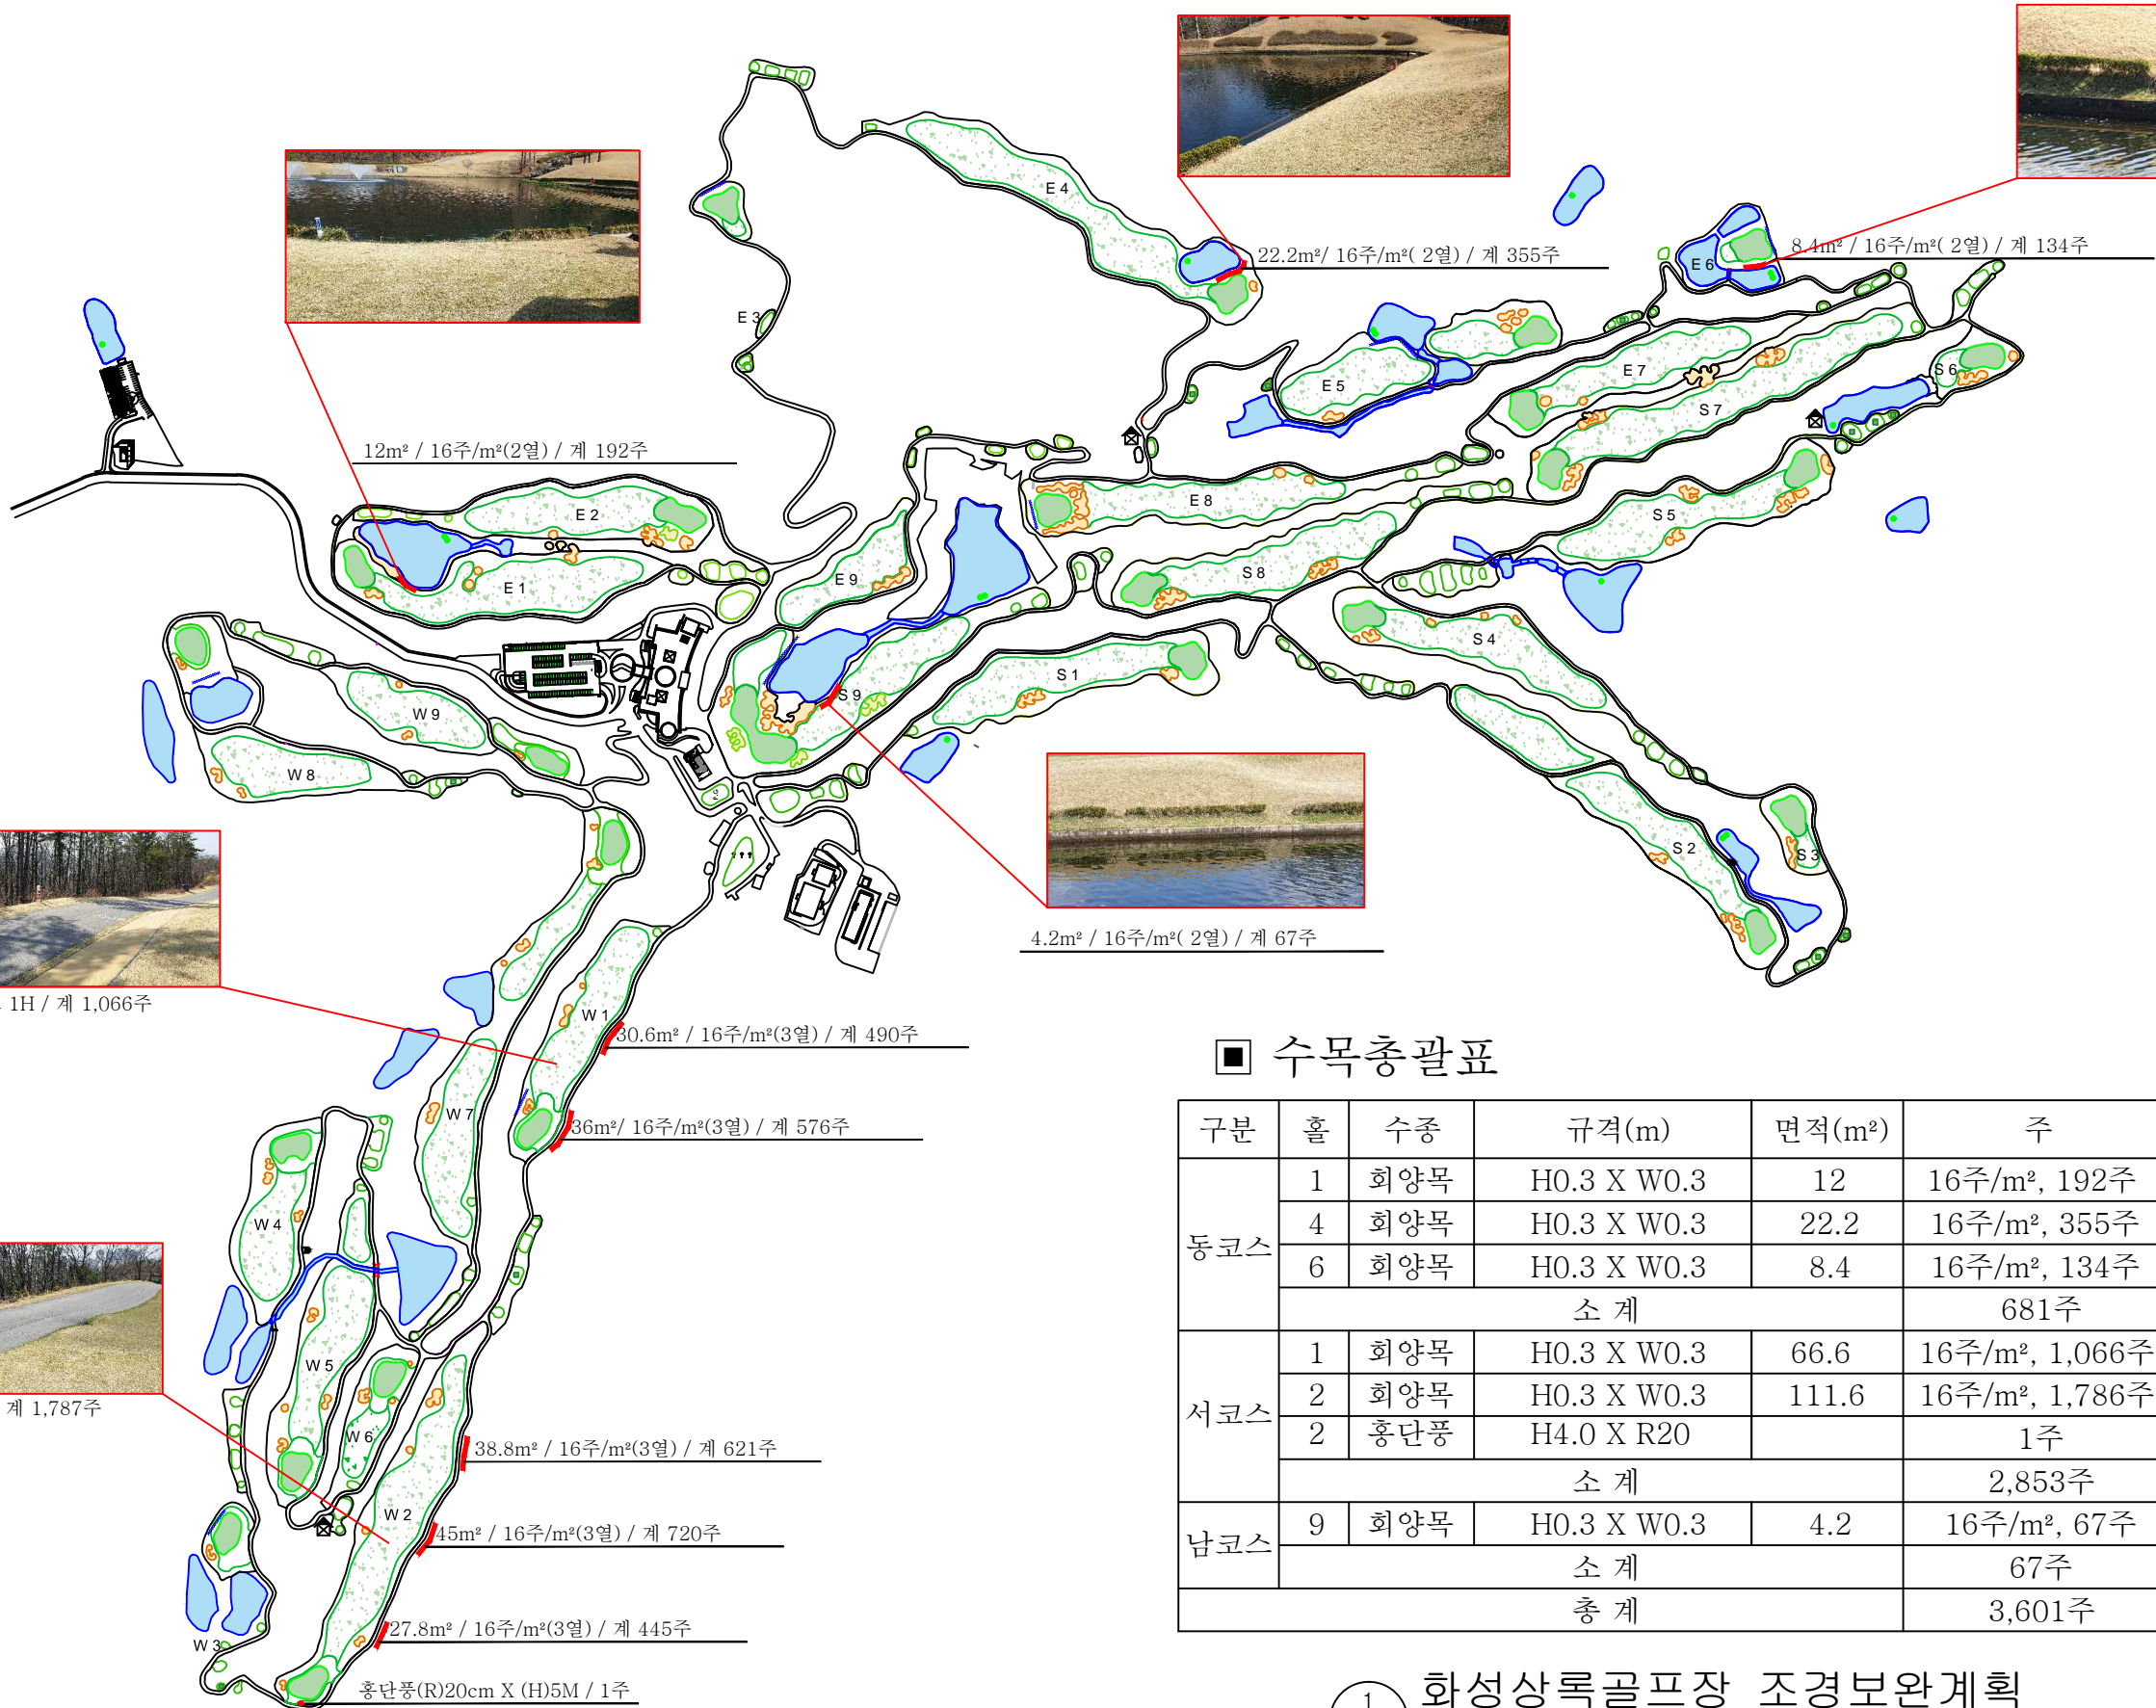 E 4
22.2m²/ 16주/m²( 2열) / 계 355주
E 6
8.4m² / 16주/m²( 2열) / 계 134주
E 3
E 5
E 7
S 6
S 7
12m² / 16주/m²(2열) / 계 192주
E 2
E 8
S 5
E 1
E 9
S 8
S 4
S 1
S 9
W 9
W 8
S 2
S 3
4.2m² / 16주/m²( 2열) / 계 67주
1H / 계 1,066주
W 1
30.6m² / 16주/m²(3열) / 계 490주
W 7
36m²/ 16주/m²(3열) / 계 576주
W 4
W 5
계 1,787주
W 6
38.8m² / 16주/m²(3열) / 계 621주
W 2
45m² / 16주/m²(3열) / 계 720주
27.8m² / 16주/m²(3열) / 계 445주
W 3
홍단풍(R)20cm X (H)5M / 1주
▣ 수목총괄표
구분 홀 수종 규격(m) 면적(m²) 주
동코스 1 회양목 H0.3 X W0.3 12 16주/m², 192주
4 회양목 H0.3 X W0.3 22.2 16주/m², 355주
6 회양목 H0.3 X W0.3 8.4 16주/m², 134주
소 계 681주
서코스 1 회양목 H0.3 X W0.3 66.6 16주/m², 1,066주
2 회양목 H0.3 X W0.3 111.6 16주/m², 1,786주
2 홍단풍 H4.0 X R20 1주
소 계 2,853주
남코스 9 회양목 H0.3 X W0.3 4.2 16주/m², 67주
소 계 67주
총 계 3,601주
1 화성상록골프장 조경보완계획